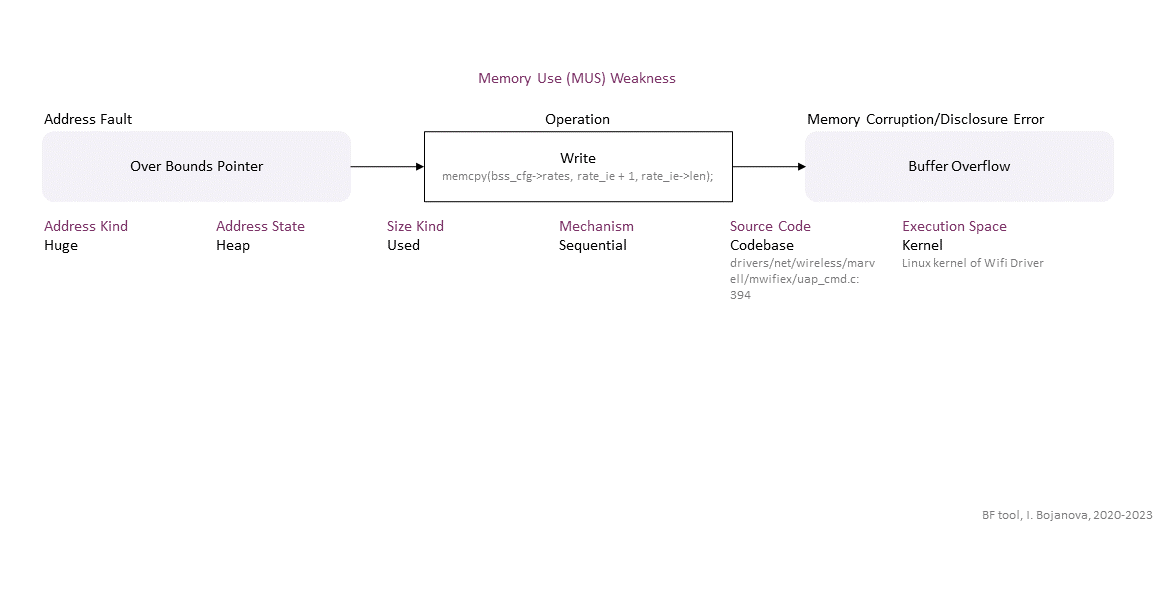 Memory Use (MUS) Weakness
Address Fault
Operation
Memory Corruption/Disclosure Error
Over Bounds Pointer
Write
memcpy(bss_cfg->rates, rate_ie + 1, rate_ie->len);
Buffer Overflow
Address Kind
Huge
Address State
Heap
Size Kind
Used
Mechanism
Sequential
Source Code
Codebase
drivers/net/wireless/marv
ell/mwifiex/uap_cmd.c:
394
Execution Space
Kernel
Linux kernel of Wifi Driver
BF tool, I. Bojanova, 2020-2023